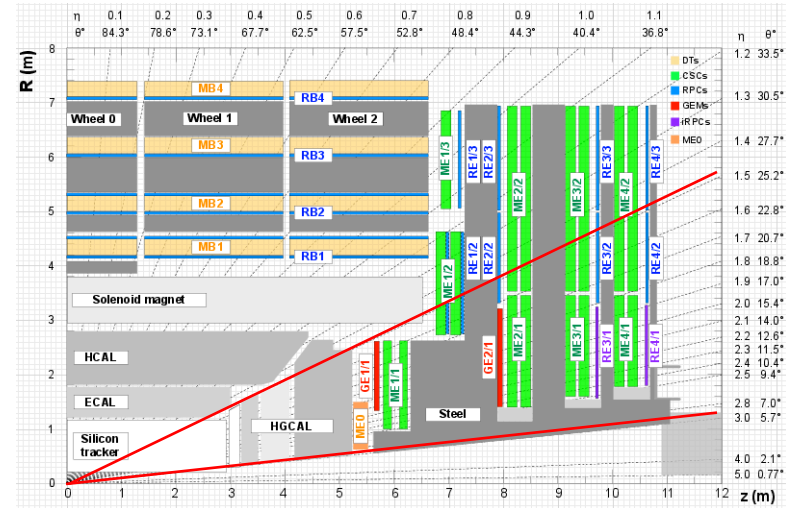 η 0.1 0.2 0.3 0.4 0.5 0.6 0.7 0.8 0.9 1.0 1.1
θ° 84.3° 78.6° 73.1° 67.7° 62.5° 57.5° 52.8° 48.4° 44.3° 40.4° 36.8° η θ°
R (m)
8
7
6
5
4
3
2
1
0
1.2 33.5°
1.3 30.5°
1.4 27.7°
1.5 25.2°
1.6 22.8°
1.7 20.7°
1.8 18.8°
1.9 17.0°
2.0 15.4°
2.1 14.0°
2.2 12.6°
2.3 11.5°
2.4 10.4°
2.5 9.4°
2.8 7.0°
3.0 5.7°
4.0 2.1°
5.0 0.77°
DTs
CSCs
RPCs
GEMs
iRPCs
ME0
MB4
RB4
Wheel 0 Wheel 1 Wheel 2
MB3
RB3
MB2
RB2
MB1
RB1
Solenoid magnet
HCAL
ECAL
Silicon
tracker
HGCAL
Steel
ME0
GE1/1
ME1/1
ME1/2
ME1/3
RE1/3
RE2/3
RE1/2
RE2/2
GE2/1
ME2/2
ME2/1
ME3/2
ME3/1
RE3/3
RE3/2
RE3/1
ME4/2
ME4/1
RE4/3
RE4/2
RE4/1
0 1 2 3 4 5 6 7 8 9 10 11 12
z (m)